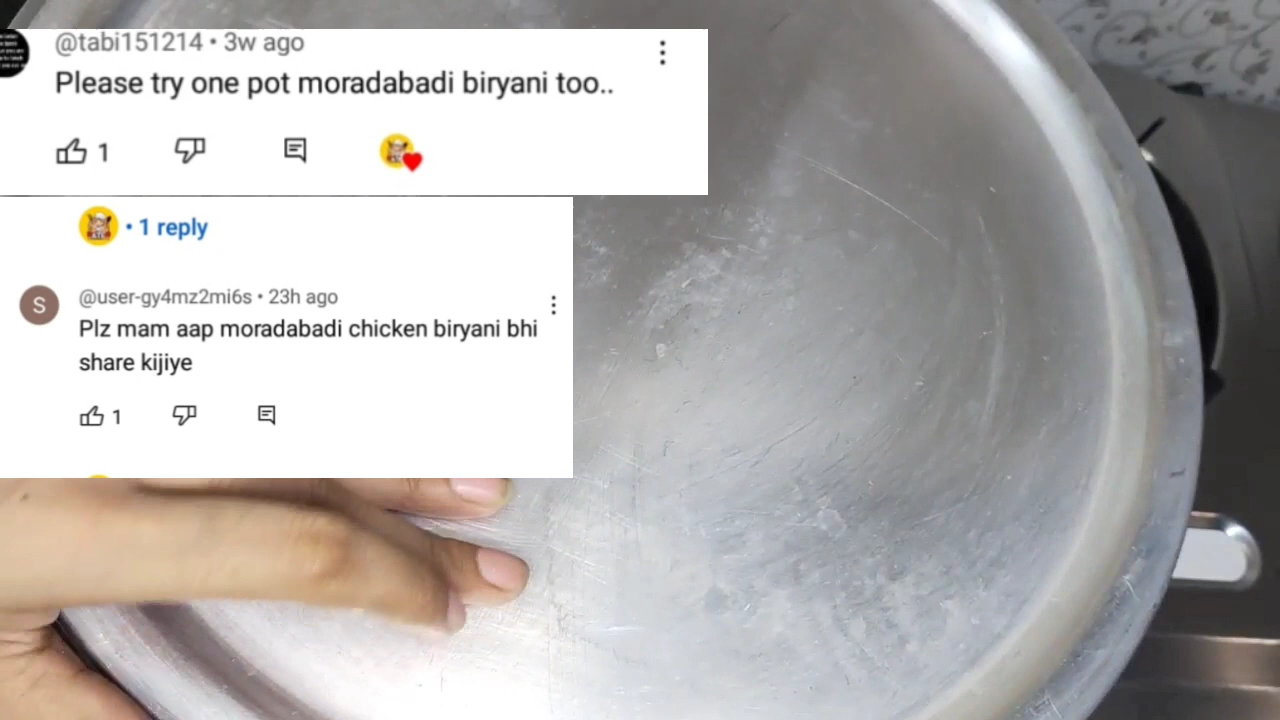 @tabi151214 • 3w ago
Please try one pot moradabadi biryani too..
1
• 1 reply
S
@user-gy4mz2mi6s • 23h ago
Plz mam aap moradabadi chicken biryani bhi
share kijiye
1